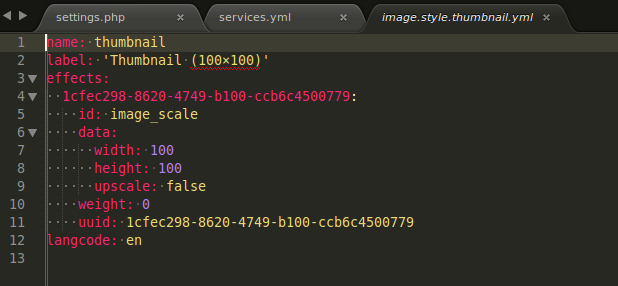 settings.php × services.yml × image.style.thumbnail.yml ×
1 name: thumbnail
2 label: 'Thumbnail (100×100)'
3 effects:
4   1cfec298-8620-4749-b100-ccb6c4500779:
5     id: image_scale
6     data:
7       width: 100
8       height: 100
9       upscale: false
10     weight: 0
11     uuid: 1cfec298-8620-4749-b100-ccb6c4500779
12 langcode: en
13